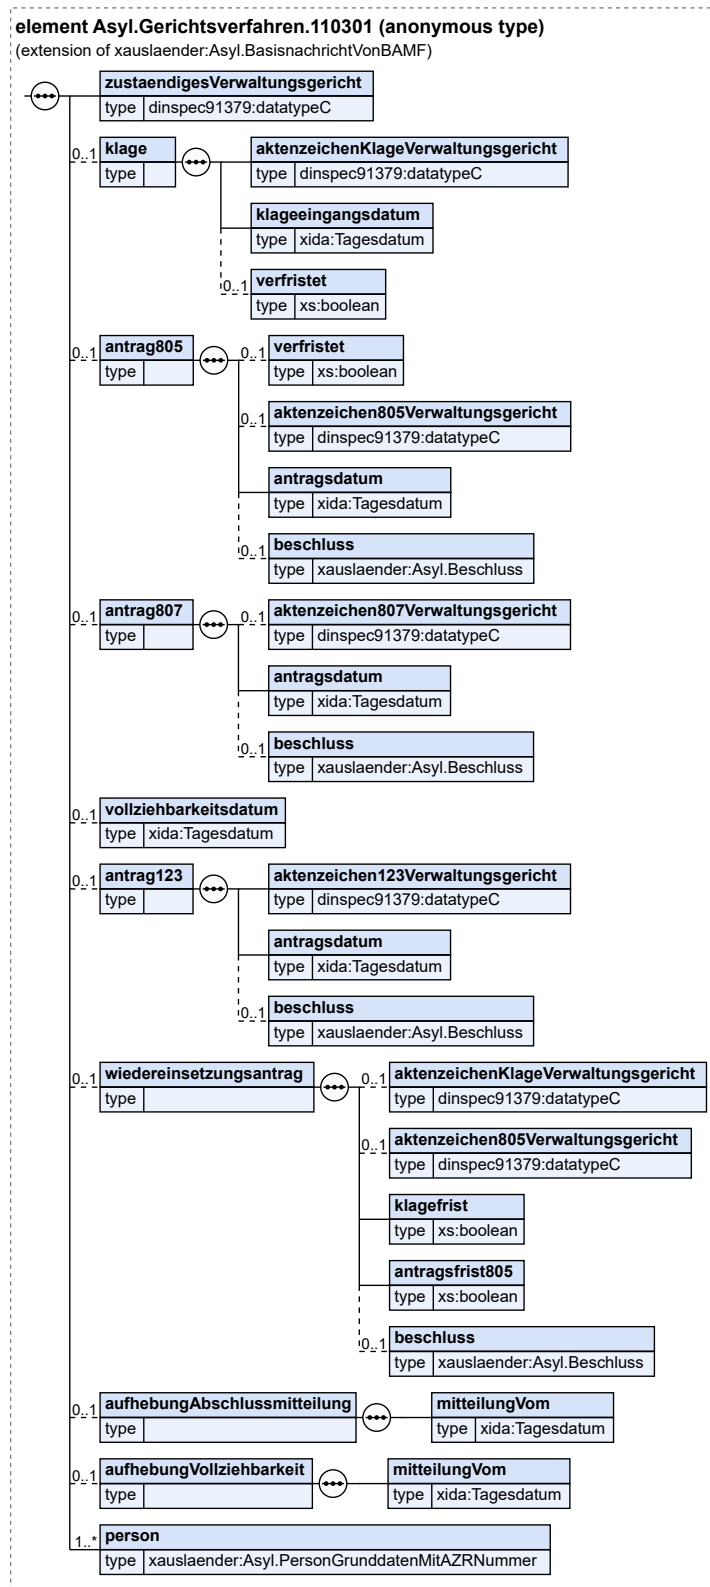 element Asyl.Gerichtsverfahren.110301 (anonymous type)
(extension of xauslaender:Asyl.BasisnachrichtVonBAMF)
zustaendigesVerwaltungsgericht
type dinspec91379:datatypeC
0..1 klage
type
aktenzeichenKlageVerwaltungsgericht
type dinspec91379:datatypeC
klageeingangsdatum
type xida:Tagesdatum
0..1 verfristet
type xs:boolean
0..1 antrag805
type
0..1 verfristet
type xs:boolean
0..1 aktenzeichen805Verwaltungsgericht
type dinspec91379:datatypeC
antragsdatum
type xida:Tagesdatum
0..1 beschluss
type xauslaender:Asyl.Beschluss
0..1 antrag807
type
0..1 aktenzeichen807Verwaltungsgericht
type dinspec91379:datatypeC
antragsdatum
type xida:Tagesdatum
0..1 beschluss
type xauslaender:Asyl.Beschluss
0..1 vollziehbarkeitsdatum
type xida:Tagesdatum
0..1 antrag123
type
aktenzeichen123Verwaltungsgericht
type dinspec91379:datatypeC
antragsdatum
type xida:Tagesdatum
0..1 beschluss
type xauslaender:Asyl.Beschluss
0..1 wiedereinsetzungsantrag
type
0..1 aktenzeichenKlageVerwaltungsgericht
type dinspec91379:datatypeC
0..1 aktenzeichen805Verwaltungsgericht
type dinspec91379:datatypeC
klagefrist
type xs:boolean
antragsfrist805
type xs:boolean
0..1 beschluss
type xauslaender:Asyl.Beschluss
0..1 aufhebungAbschlussmitteilung
type
mitteilungVom
type xida:Tagesdatum
0..1 aufhebungVollziehbarkeit
type
mitteilungVom
type xida:Tagesdatum
1..* person
type xauslaender:Asyl.PersonGrunddatenMitAZRNummer